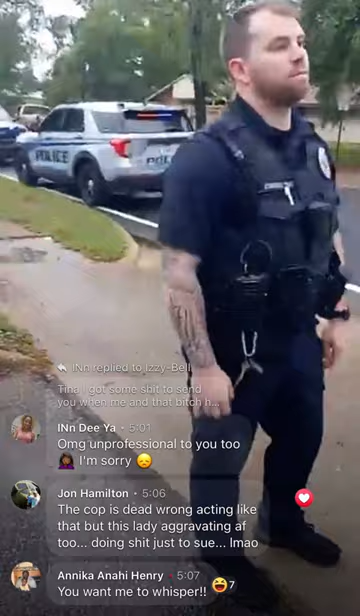 POLICE
POL
INn replied to Izzy-Bell
Tina I got some shit to send
you when me and that bitch h...
INn Dee Ya • 5:01
Omg unprofessional to you too
🤦🏾‍♀️ I'm sorry 😞
Jon Hamilton • 5:06
The cop is dead wrong acting like
that but this lady aggravating af
too... doing shit just to sue... lmao
Annika Anahi Henry • 5:07
You want me to whisper!! 😆 7